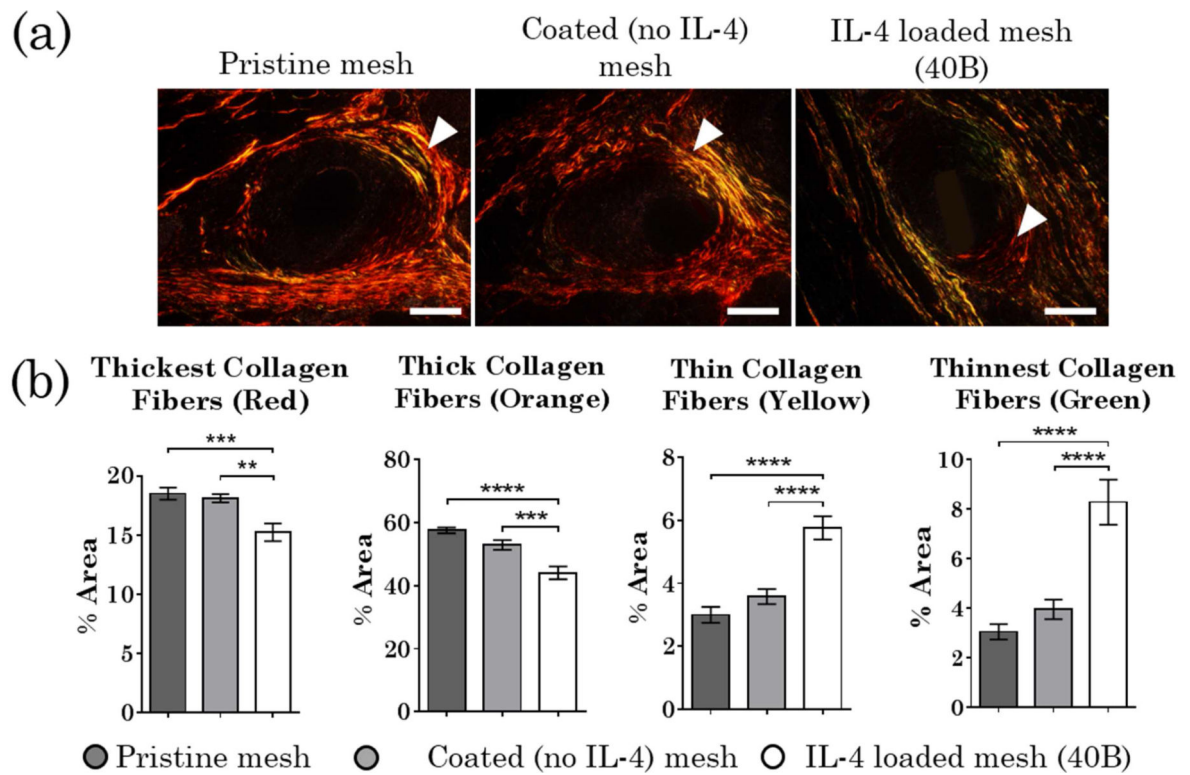 (a)
Pristine mesh
Coated (no IL-4)
mesh
IL-4 loaded mesh
(40B)
(b)
Thickest Collagen
Fibers (Red)
% Area
20
15
10
5
0
***
**
Thick Collagen
Fibers (Orange)
% Area
80
60
40
20
0
****
***
Thin Collagen
Fibers (Yellow)
% Area
8
6
4
2
0
****
****
Thinnest Collagen
Fibers (Green)
% Area
10
8
6
4
2
0
****
****
Pristine mesh
Coated (no IL-4) mesh
IL-4 loaded mesh (40B)